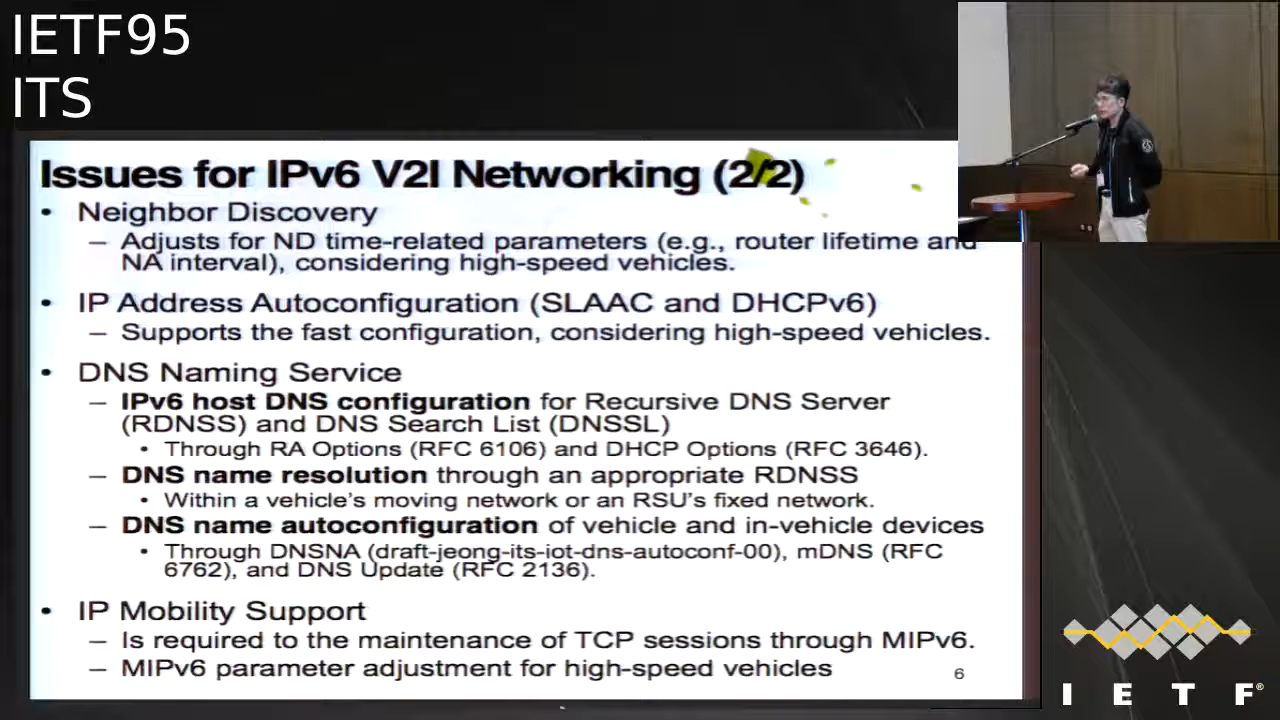 IETF95
ITS
Issues for IPv6 V2I Networking (2/2)
• Neighbor Discovery
– Adjusts for ND time-related parameters (e.g., router lifetime and
NA interval), considering high-speed vehicles.
• IP Address Autoconfiguration (SLAAC and DHCPv6)
– Supports the fast configuration, considering high-speed vehicles.
• DNS Naming Service
– IPv6 host DNS configuration for Recursive DNS Server
(RDNSS) and DNS Search List (DNSSL)
• Through RA Options (RFC 6106) and DHCP Options (RFC 3646).
– DNS name resolution through an appropriate RDNSS
• Within a vehicle's moving network or an RSU's fixed network.
– DNS name autoconfiguration of vehicle and in-vehicle devices
• Through DNSNA (draft-jeong-its-iot-dns-autoconf-00), mDNS (RFC
6762), and DNS Update (RFC 2136).
• IP Mobility Support
– Is required to the maintenance of TCP sessions through MIPv6.
– MIPv6 parameter adjustment for high-speed vehicles
6
I E T F®